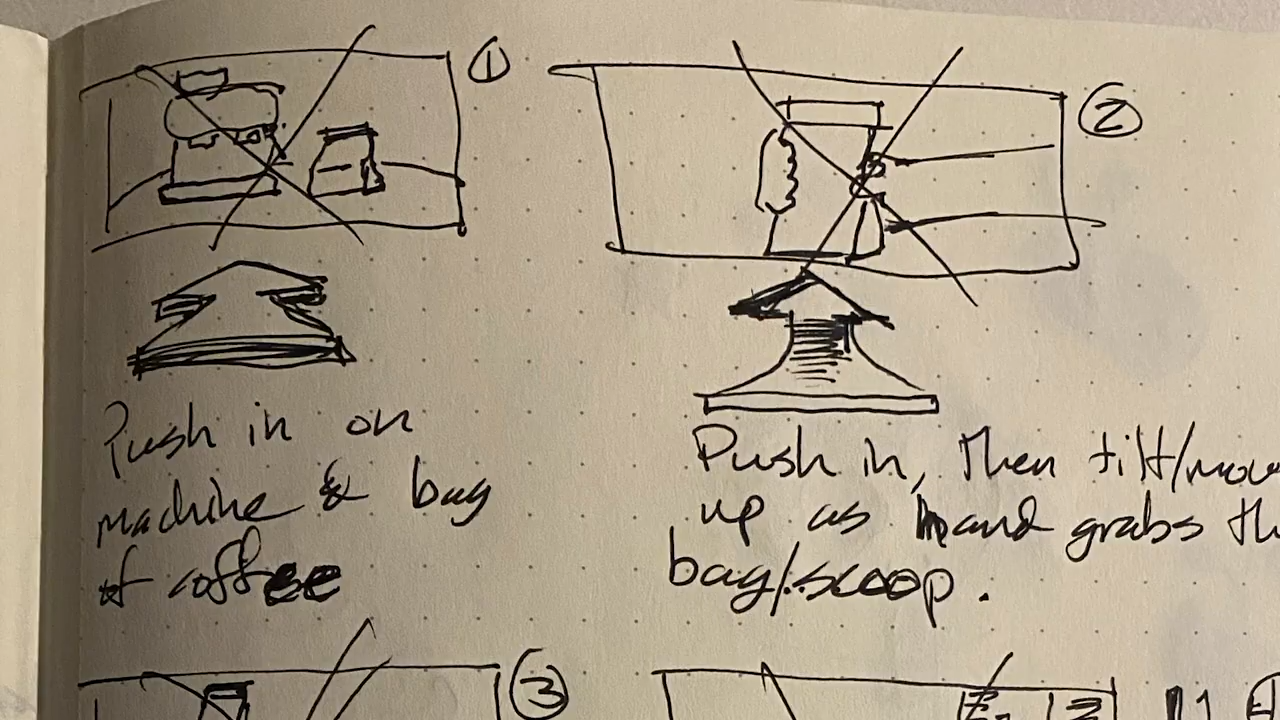 1
2
Push in on
machine & bag
of coffee
Push in, then tilt/move
up as hand grabs th
bag/scoop.
3